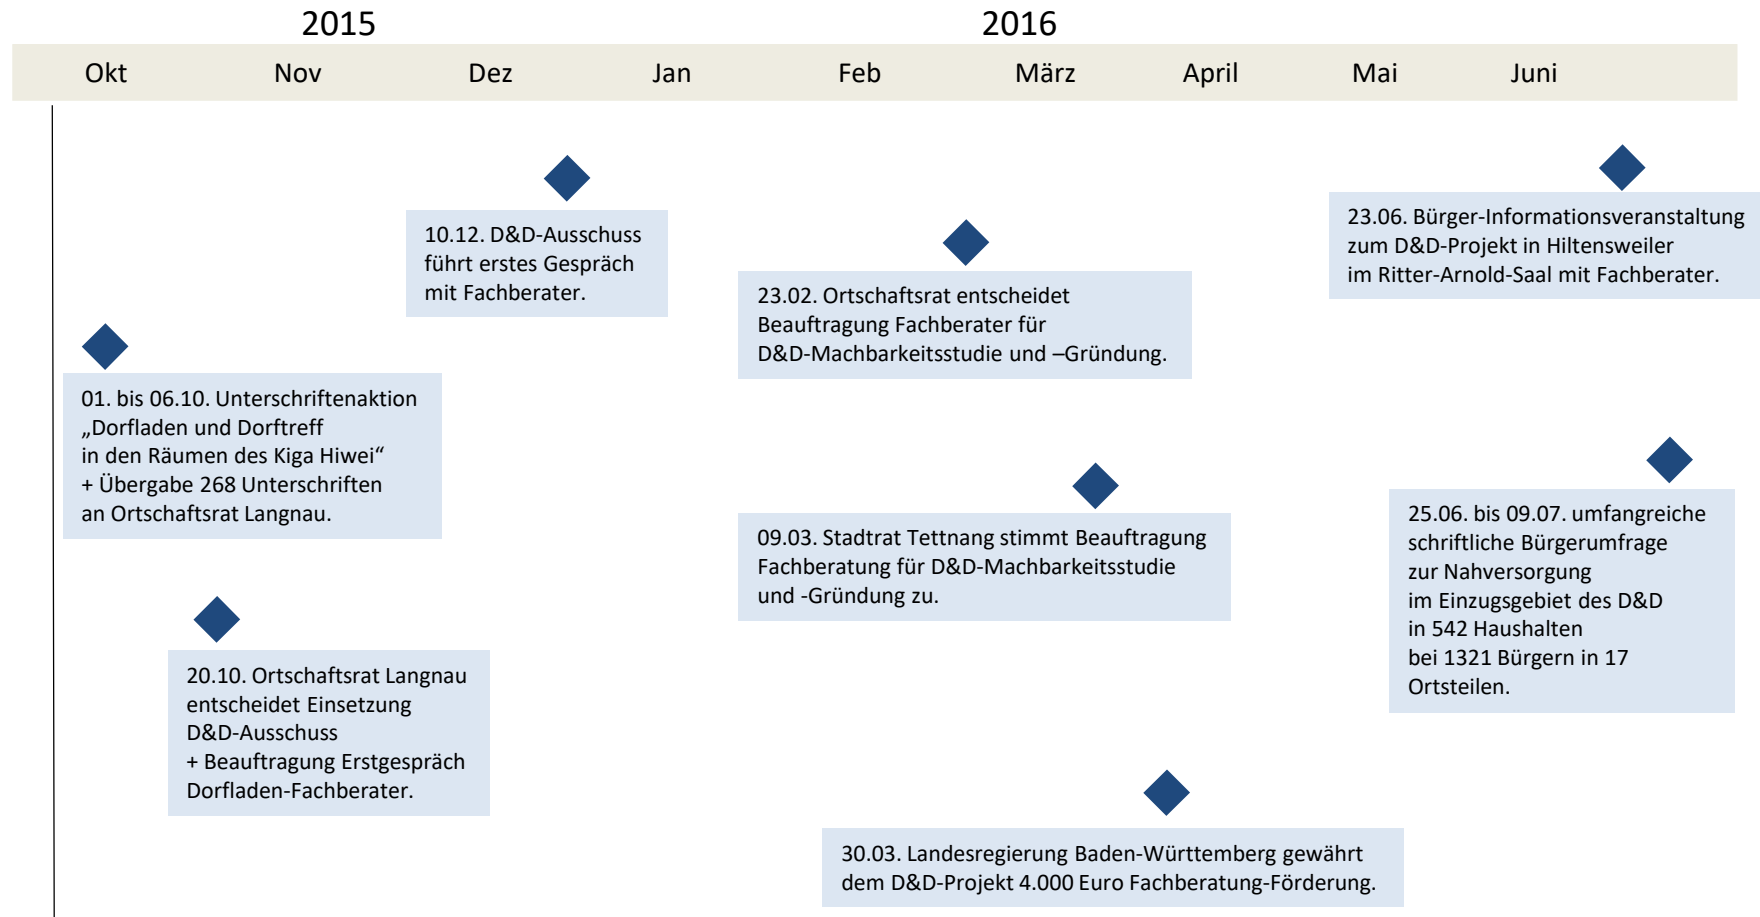 2015
2016
Okt Nov Dez Jan Feb März April Mai Juni
10.12. D&D-Ausschuss
führt erstes Gespräch
mit Fachberater.
23.06. Bürger-Informationsveranstaltung
zum D&D-Projekt in Hiltensweiler
im Ritter-Arnold-Saal mit Fachberater.
23.02. Ortschaftsrat entscheidet
Beauftragung Fachberater für
D&D-Machbarkeitsstudie und –Gründung.
01. bis 06.10. Unterschriftenaktion
„Dorfladen und Dorftreff
in den Räumen des Kiga Hiwei“
+ Übergabe 268 Unterschriften
an Ortschaftsrat Langnau.
09.03. Stadtrat Tettnang stimmt Beauftragung
Fachberatung für D&D-Machbarkeitsstudie
und -Gründung zu.
25.06. bis 09.07. umfangreiche
schriftliche Bürgerumfrage
zur Nahversorgung
im Einzugsgebiet des D&D
in 542 Haushalten
bei 1321 Bürgern in 17
Ortsteilen.
20.10. Ortschaftsrat Langnau
entscheidet Einsetzung
D&D-Ausschuss
+ Beauftragung Erstgespräch
Dorfladen-Fachberater.
30.03. Landesregierung Baden-Württemberg gewährt
dem D&D-Projekt 4.000 Euro Fachberatung-Förderung.